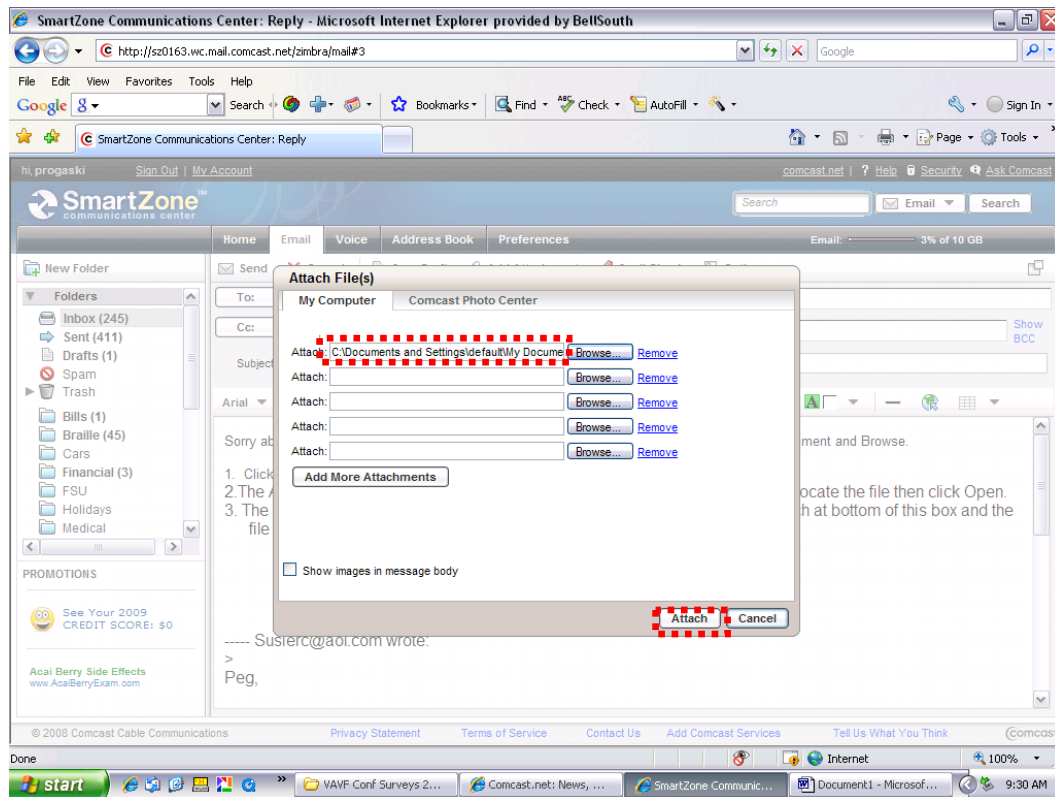 SmartZone Communications Center: Reply - Microsoft Internet Explorer provided by BellSouth
http://sz0163.wc.mail.comcast.net/zimbra/mail#3
Google
File Edit View Favorites Tools Help
Google Search Bookmarks Find Check AutoFill Sign In
SmartZone Communications Center: Reply Page Tools
hi, progaski Sign Out | My Account comcast.net | ? Help Security Ask Comcast
SmartZone™
communications center
Search Email Search
Home Email Voice Address Book Preferences Email: 3% of 10 GB
New Folder
Send
Attach File(s)
Folders
To:
My Computer Comcast Photo Center
Inbox (245)
Cc:
Show
BCC
Sent (411)
Drafts (1)
Subject
Attach: C:\Documents and Settings\default\My Docume Browse... Remove
Spam
Attach: Browse... Remove
Trash
Arial
Attach: Browse... Remove
Bills (1)
Attach: Browse... Remove
Braille (45)
Sorry ab ment and Browse.
Cars
Attach: Browse... Remove
Financial (3)
1. Click
Add More Attachments
FSU
2.The A ocate the file then click Open.
Holidays
3. The h at bottom of this box and the
Medical
file
Show images in message body
PROMOTIONS
See Your 2009
CREDIT SCORE: $0
Attach Cancel
----- Susierc@aol.com wrote:
>
Acai Berry Side Effects
www.AcaiBerryExam.com
Peg,
© 2008 Comcast Cable Communications Privacy Statement Terms of Service Contact Us Add Comcast Services Tell Us What You Think (comcas
Done Internet 100%
start VAVF Conf Surveys 2... Comcast.net: News, ... SmartZone Communic... Document1 - Microsof... 9:30 AM